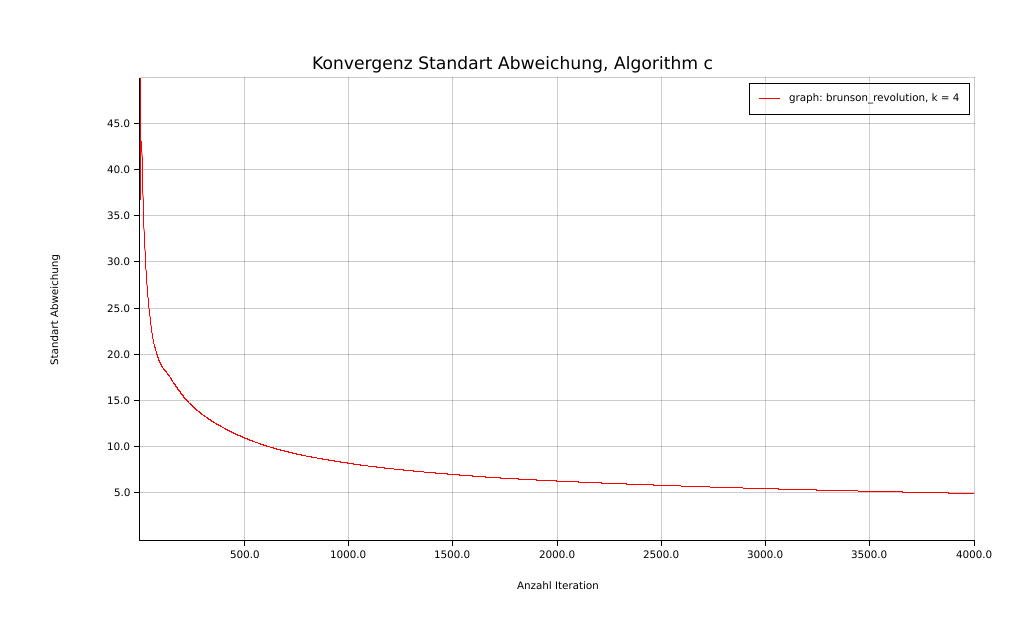 Konvergenz Standart Abweichung, Algorithm c
graph: brunson_revolution, k = 4
45.0
40.0
35.0
30.0
25.0
20.0
15.0
10.0
5.0
Standart Abweichung
500.0 1000.0 1500.0 2000.0 2500.0 3000.0 3500.0 4000.0
Anzahl Iteration